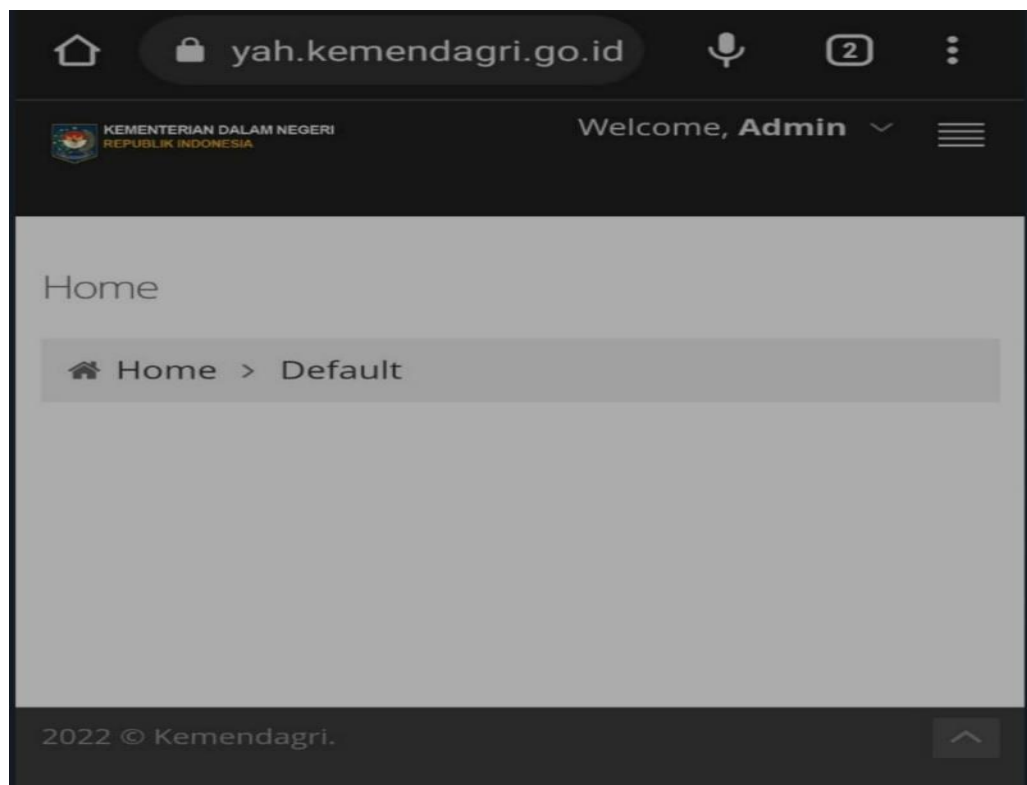 yah.kemendagri.go.id
2
KEMENTERIAN DALAM NEGERI
REPUBLIK INDONESIA
Welcome, Admin
Home
Home > Default
2022 © Kemendagri.